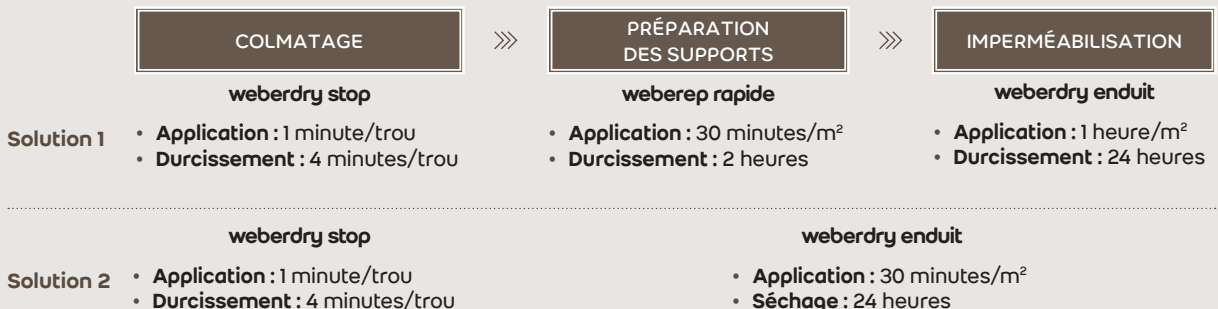 COLMATAGE
PRÉPARATION
DES SUPPORTS
IMPERMÉABILISATION
weberdry stop
weberep rapide
weberdry enduit
Solution 1
• Application : 1 minute/trou
• Durcissement : 4 minutes/trou
• Application : 30 minutes/m²
• Durcissement : 2 heures
• Application : 1 heure/m²
• Durcissement : 24 heures
weberdry stop
weberdry enduit
Solution 2
• Application : 1 minute/trou
• Durcissement : 4 minutes/trou
• Application : 30 minutes/m²
• Séchage : 24 heures